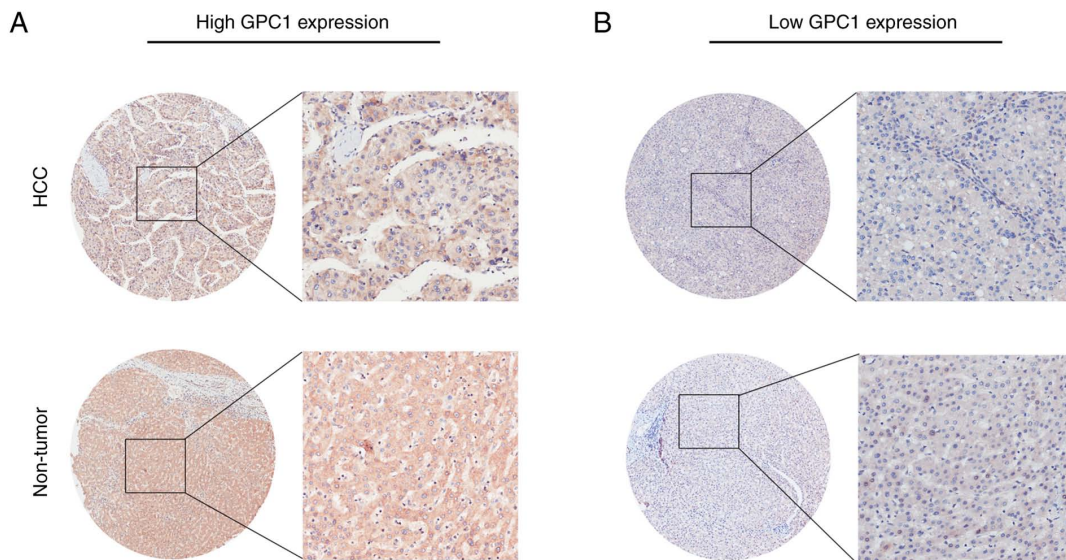 A
High GPC1 expression
B
Low GPC1 expression
HCC
Non-tumor